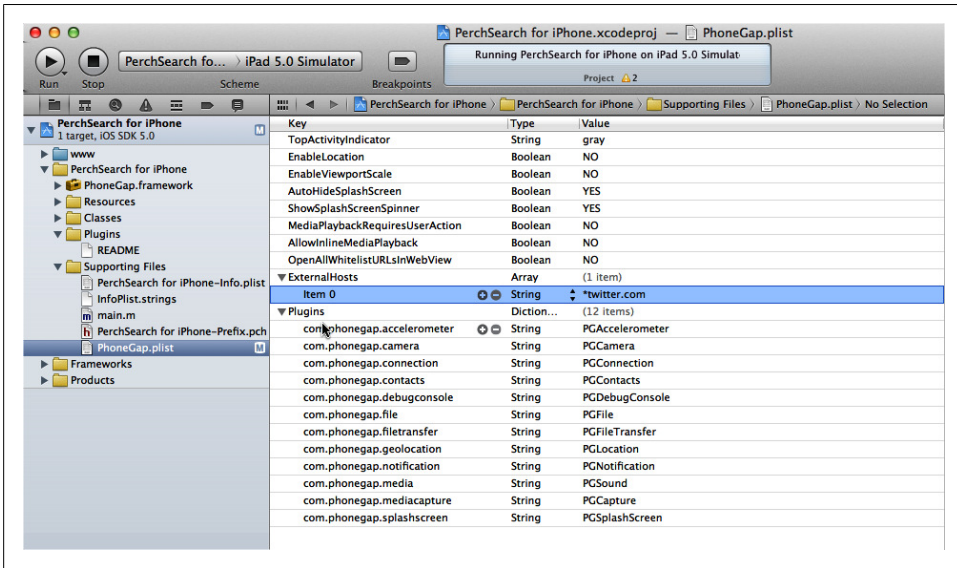 PerchSearch for iPhone.xcodeproj — PhoneGap.plist
PerchSearch fo... iPad 5.0 Simulator
Running PerchSearch for iPhone on iPad 5.0 Simulat
Project 2
Run Stop Scheme Breakpoints
PerchSearch for iPhone PerchSearch for iPhone Supporting Files PhoneGap.plist No Selection
PerchSearch for iPhone M
1 target, iOS SDK 5.0
www
PerchSearch for iPhone
PhoneGap.framework
Resources
Classes
Plugins
README
Supporting Files
PerchSearch for iPhone-Info.plist
InfoPlist.strings
m main.m
h PerchSearch for iPhone-Prefix.pch
PhoneGap.plist M
Frameworks
Products
Key Type Value
TopActivityIndicator String gray
EnableLocation Boolean NO
EnableViewportScale Boolean NO
AutoHideSplashScreen Boolean YES
ShowSplashScreenSpinner Boolean YES
MediaPlaybackRequiresUserAction Boolean NO
AllowInlineMediaPlayback Boolean NO
OpenAllWhitelistURLsInWebView Boolean NO
ExternalHosts Array (1 item)
Item 0 String *twitter.com
Plugins Diction... (12 items)
com.phonegap.accelerometer String PGAccelerometer
com.phonegap.camera String PGCamera
com.phonegap.connection String PGConnection
com.phonegap.contacts String PGContacts
com.phonegap.debugconsole String PGDebugConsole
com.phonegap.file String PGFile
com.phonegap.filetransfer String PGFileTransfer
com.phonegap.geolocation String PGLocation
com.phonegap.notification String PGNotification
com.phonegap.media String PGSound
com.phonegap.mediacapture String PGCapture
com.phonegap.splashscreen String PGSplashScreen